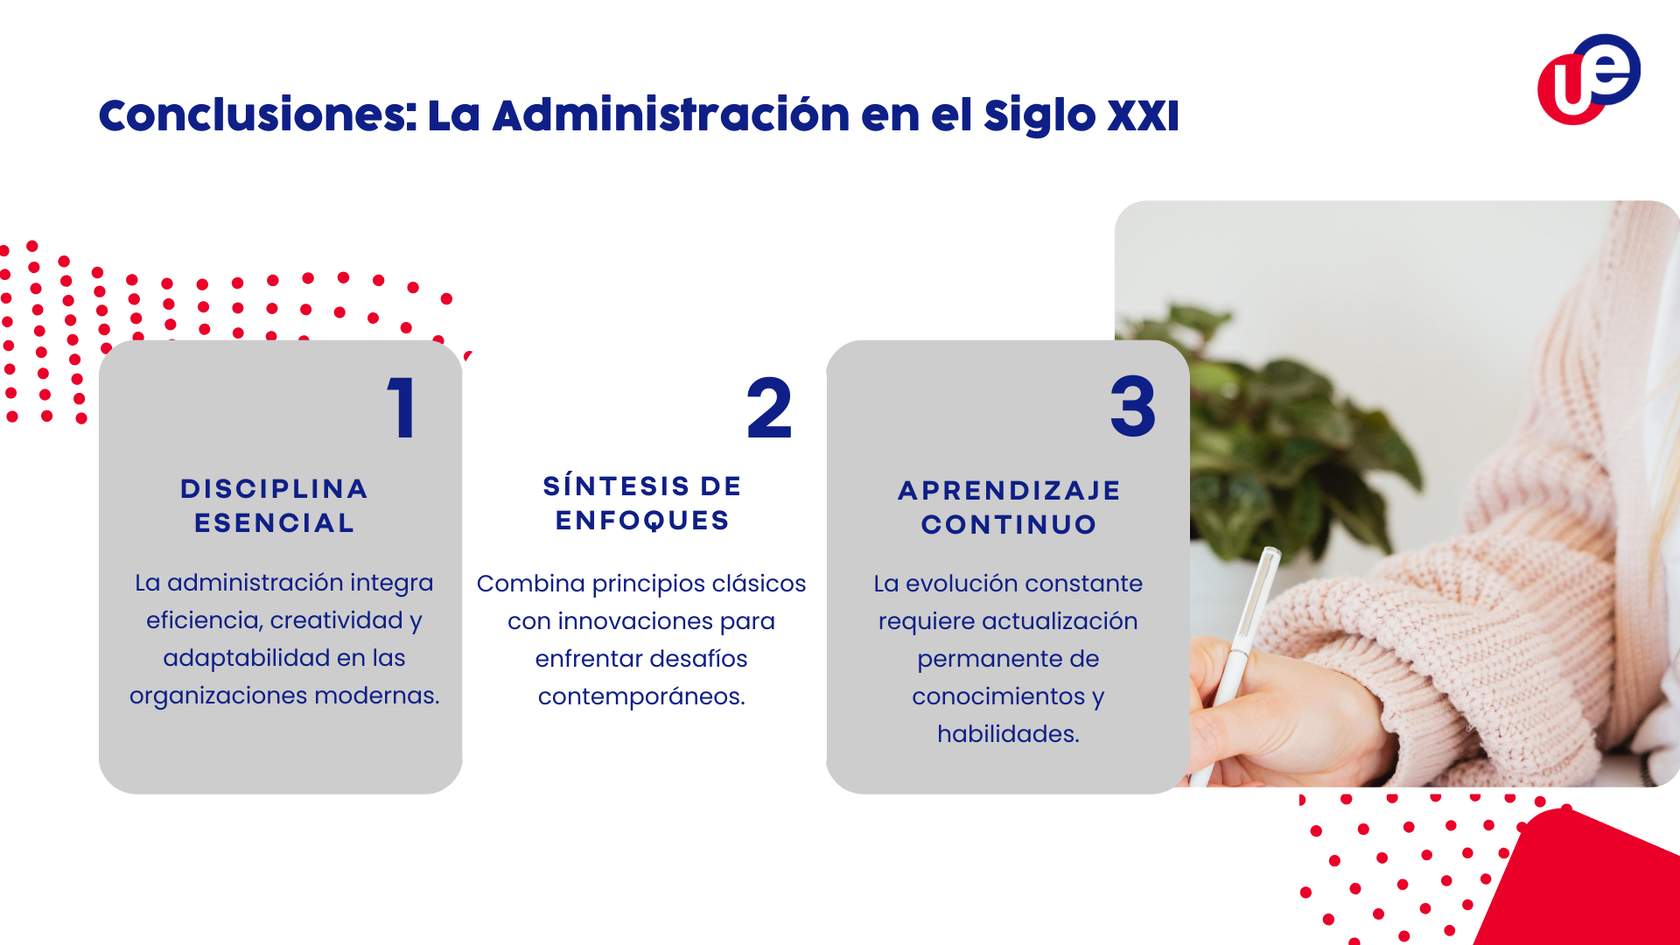 ue
Conclusiones: La Administración en el Siglo XXI
1
DISCIPLINA
ESENCIAL
La administración integra
eficiencia, creatividad y
adaptabilidad en las
organizaciones modernas.
2
SÍNTESIS DE
ENFOQUES
Combina principios clásicos
con innovaciones para
enfrentar desafíos
contemporáneos.
3
APRENDIZAJE
CONTINUO
La evolución constante
requiere actualización
permanente de
conocimientos y
habilidades.